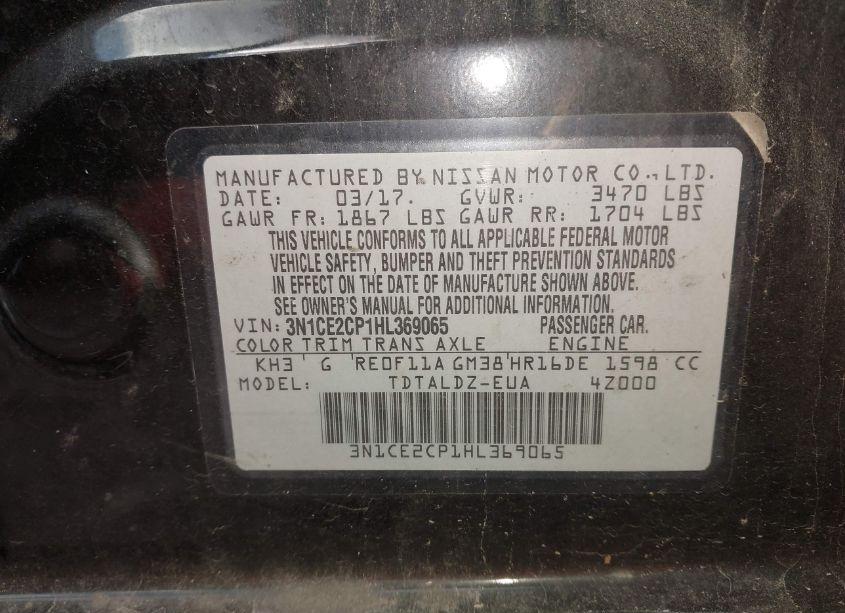 MANUFACTURED BY NISSAN MOTOR CO., LTD.
DATE: 03/17. GVWR: 3470 LBS
GAWR FR: 1867 LBS GAWR RR: 1704 LBS
THIS VEHICLE CONFORMS TO ALL APPLICABLE FEDERAL MOTOR
VEHICLE SAFETY, BUMPER AND THEFT PREVENTION STANDARDS
IN EFFECT ON THE DATE OF MANUFACTURE SHOWN ABOVE.
SEE OWNER'S MANUAL FOR ADDITIONAL INFORMATION.
VIN: 3N1CE2CP1HL369065 PASSENGER CAR.
COLOR TRIM TRANS AXLE ENGINE
KH3 ' G 'RE0F11A GM38'HR16DE 1598 CC
MODEL: TDTALDZ-EUA 4Z000
3N1CE2CP1HL369065